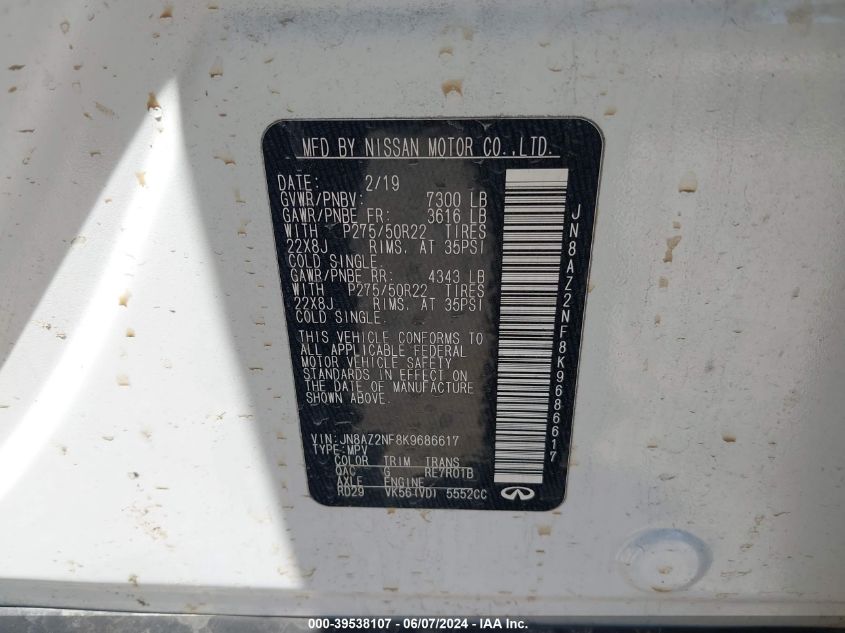 MFD BY NISSAN MOTOR CO.,LTD.
DATE: 2/19
GVWR/PNBV: 7300 LB
GAWR/PNBE FR: 3616 LB
WITH P275/50R22 TIRES
22X8J RIMS, AT 35PSI
COLD SINGLE.
GAWR/PNBE RR: 4343 LB
WITH P275/50R22 TIRES
22X8J RIMS, AT 35PSI
COLD SINGLE.
THIS VEHICLE CONFORMS TO
ALL APPLICABLE FEDERAL
MOTOR VEHICLE SAFETY
STANDARDS IN EFFECT ON
THE DATE OF MANUFACTURE
SHOWN ABOVE.
VIN:JN8AZ2NF8K9686617
TYPE:MPV
COLOR TRIM TRANS
QAC G RE7R01B
AXLE ENGINE
RD29 VK56(VD) 5552CC
JN8AZ2NF8K9686617
000-39538107 - 06/07/2024 - © IAA Inc.